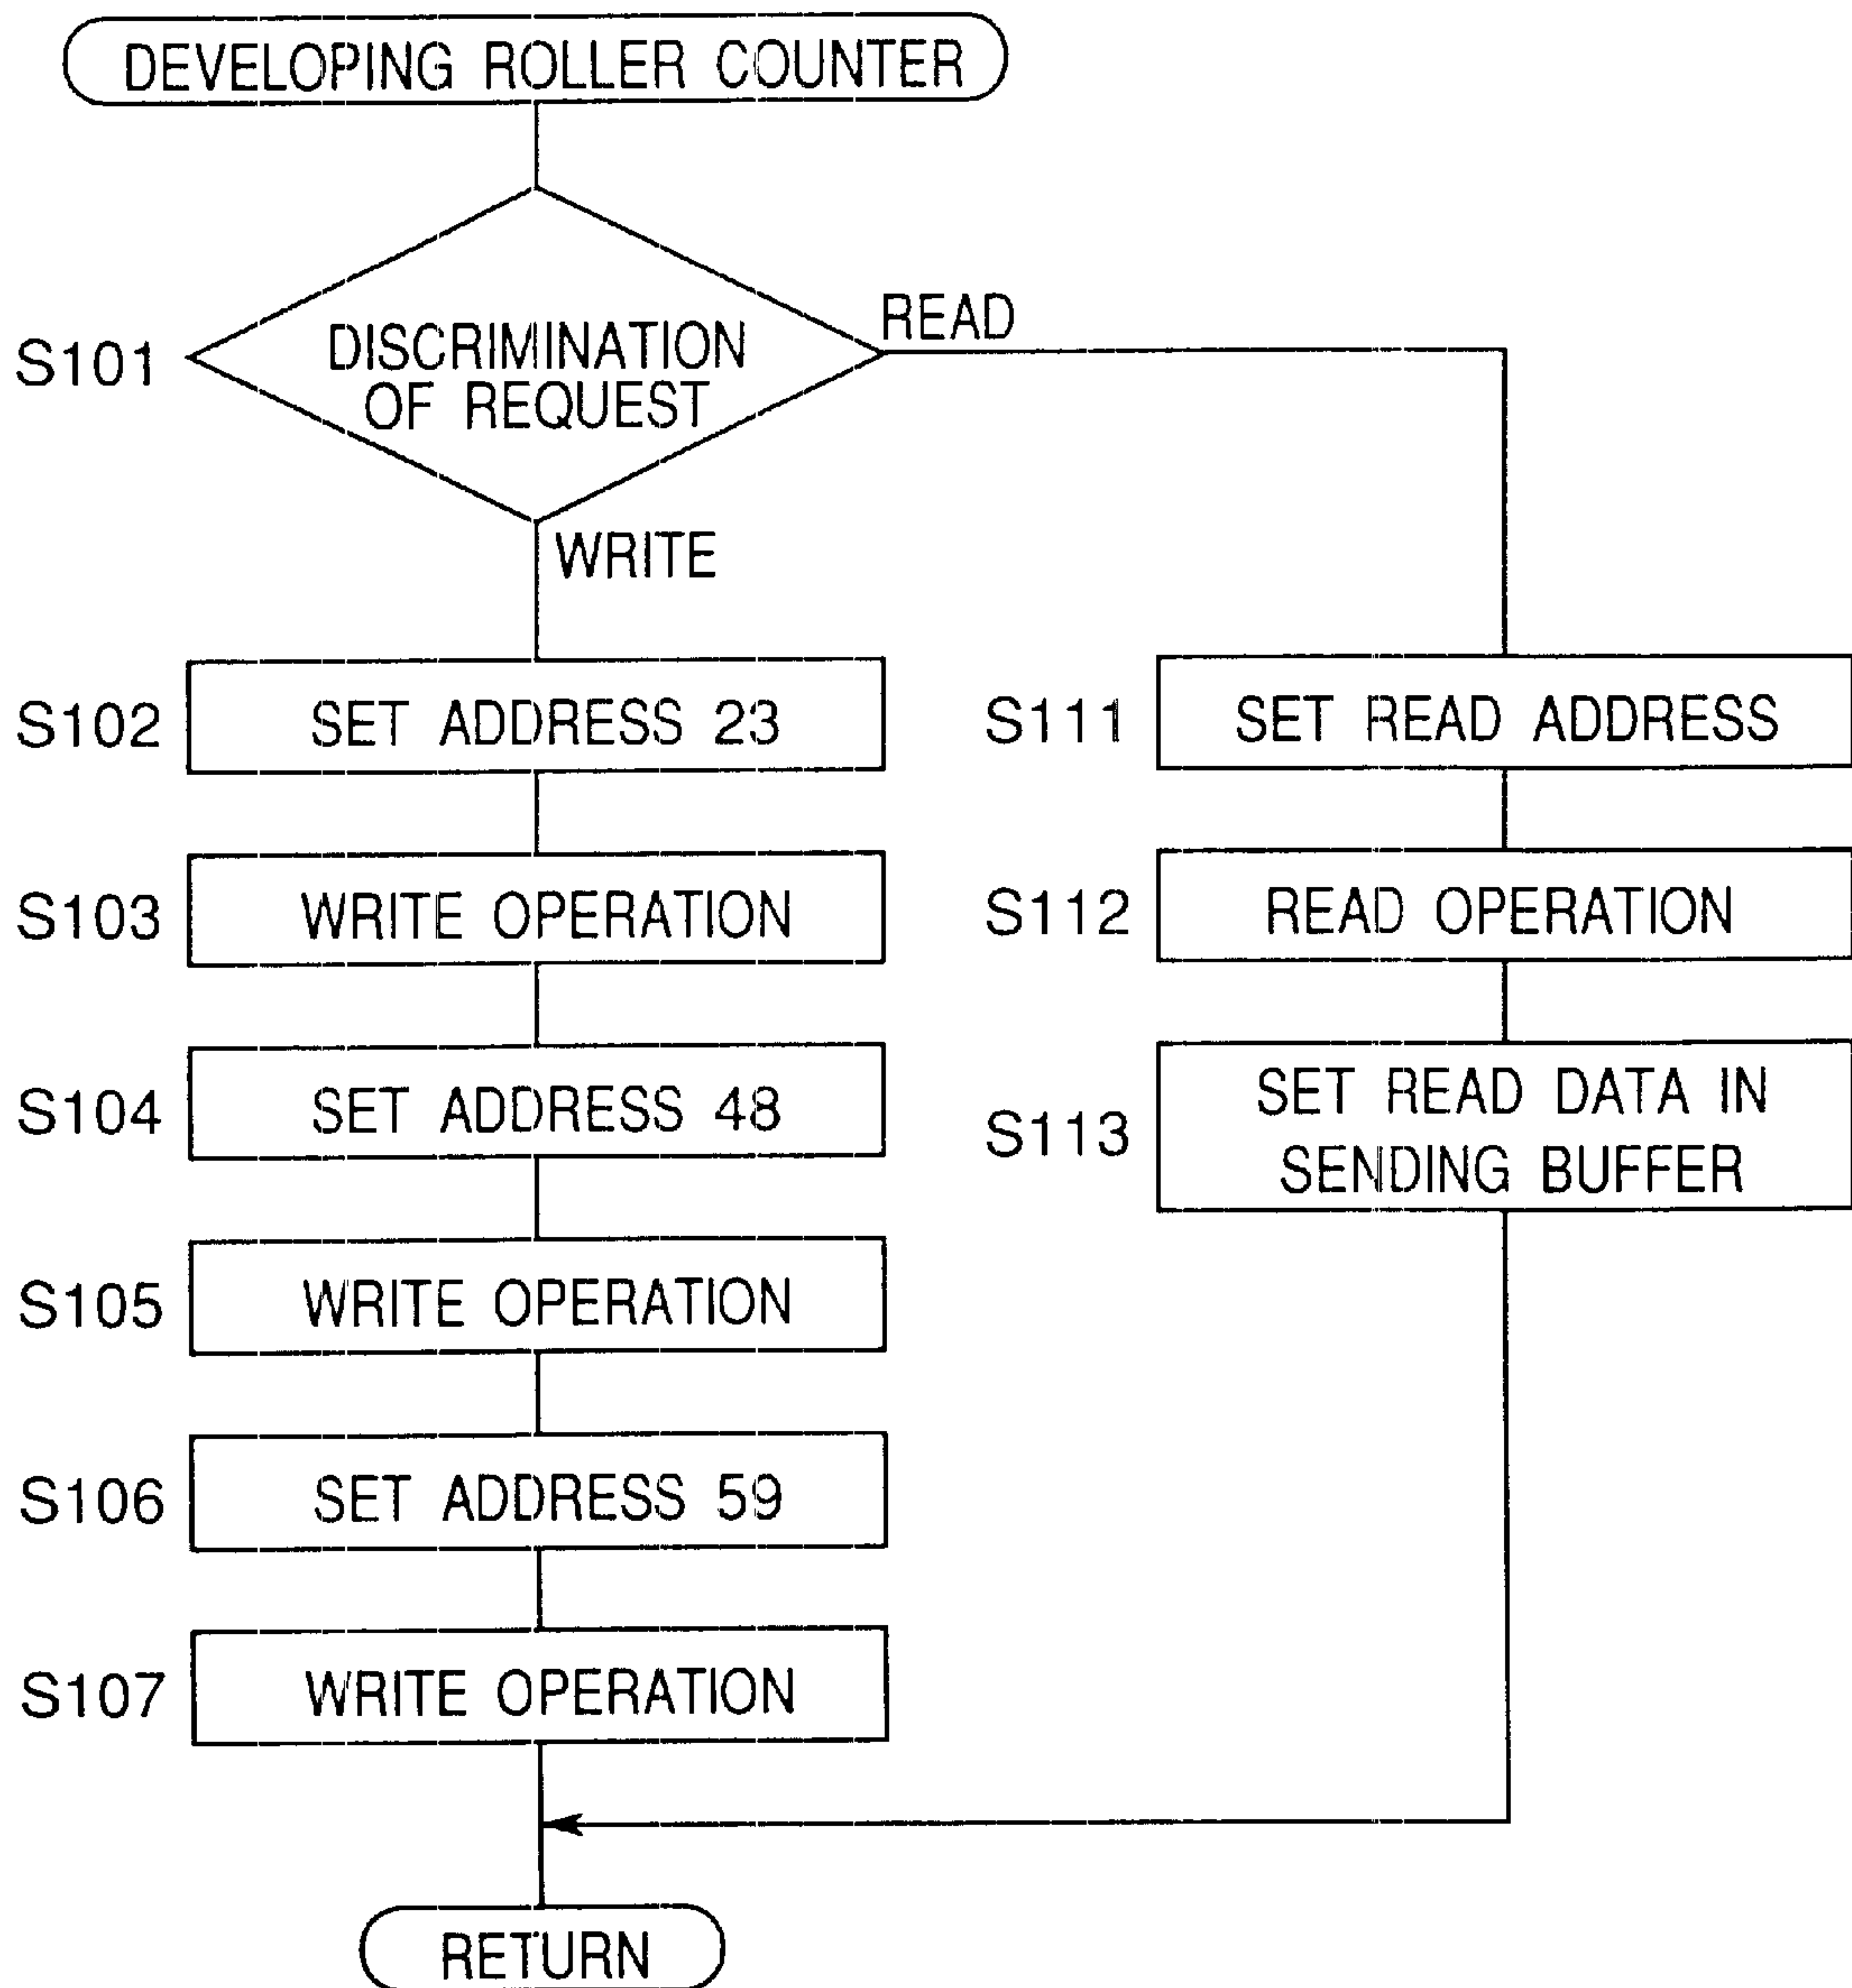 DEVELOPING ROLLER COUNTER
S101
DISCRIMINATION
OF REQUEST
READ
WRITE
S102
SET ADDRESS 23
S103
WRITE OPERATION
S104
SET ADDRESS 48
S105
WRITE OPERATION
S106
SET ADDRESS 59
S107
WRITE OPERATION
S111
SET READ ADDRESS
S112
READ OPERATION
S113
SET READ DATA IN
SENDING BUFFER
RETURN